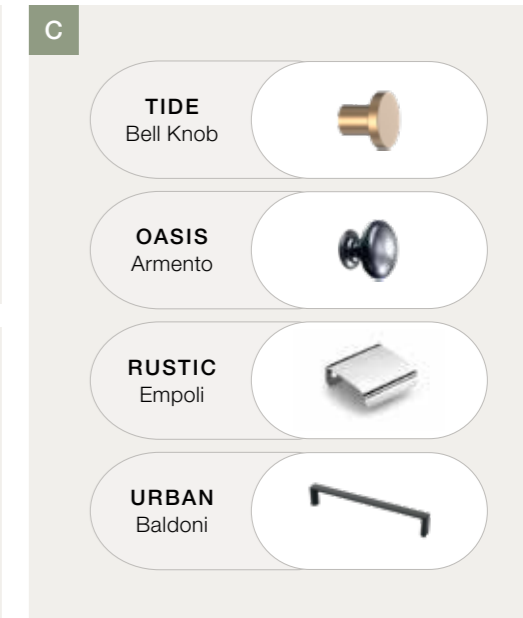 C
TIDE
Bell Knob
OASIS
Armento
RUSTIC
Empoli
URBAN
Baldoni